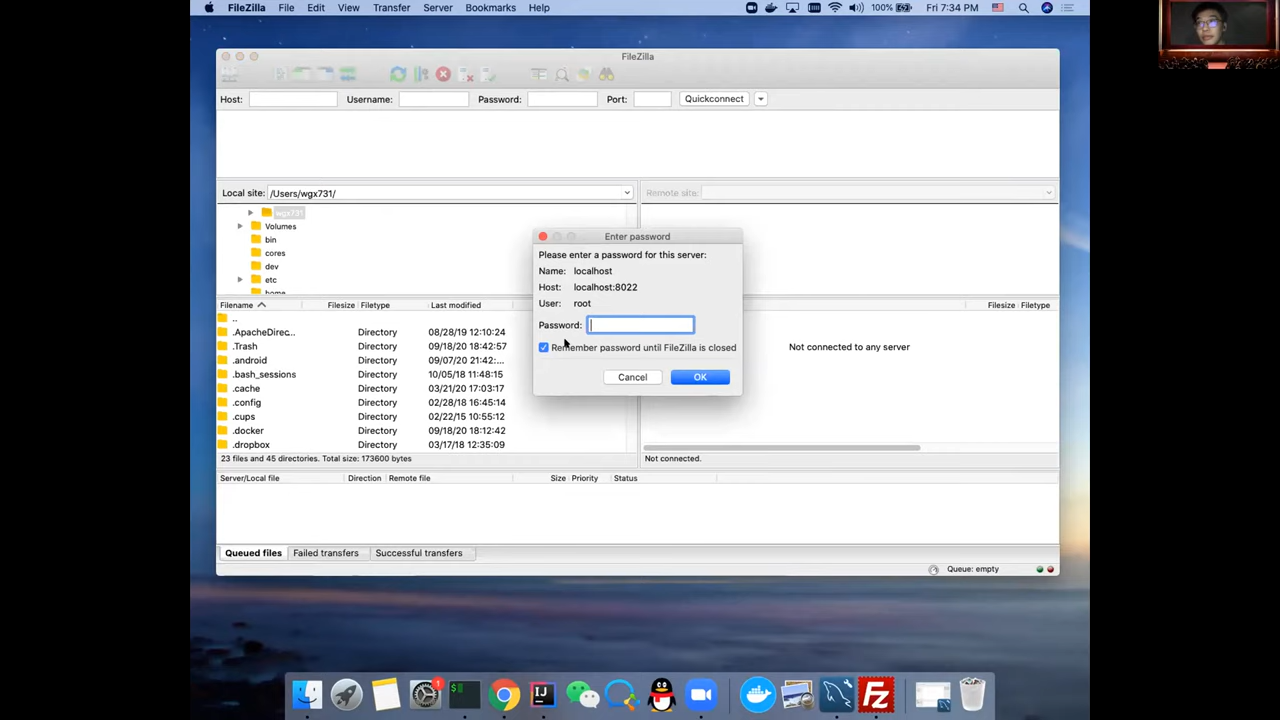 FileZilla File Edit View Transfer Server Bookmarks Help 100% Fri 7:34 PM
FileZilla
Host: Username: Password: Port: Quickconnect
Local site: /Users/wgx731/ Remote site:
wgx731
Volumes
bin
cores
dev
etc
home
Enter password
Please enter a password for this server:
Name: localhost
Host: localhost:8022
User: root
Password:
Remember password until FileZilla is closed
Cancel OK
Filename Filesize Filetype Last modified Filesize Filetype
..
.ApacheDirec... Directory 08/28/19 12:10:24
.Trash Directory 09/18/20 18:42:57
.android Directory 09/07/20 21:42:...
.bash_sessions Directory 10/05/18 11:48:15
.cache Directory 03/21/20 17:03:17
.config Directory 02/28/18 16:45:14
.cups Directory 02/22/15 10:55:12
.docker Directory 09/18/20 18:12:42
.dropbox Directory 03/17/18 12:35:09
Not connected to any server
23 files and 45 directories. Total size: 173600 bytes Not connected.
Server/Local file Direction Remote file Size Priority Status
Queued files Failed transfers Successful transfers
Queue: empty
1
$
IJ
FZ